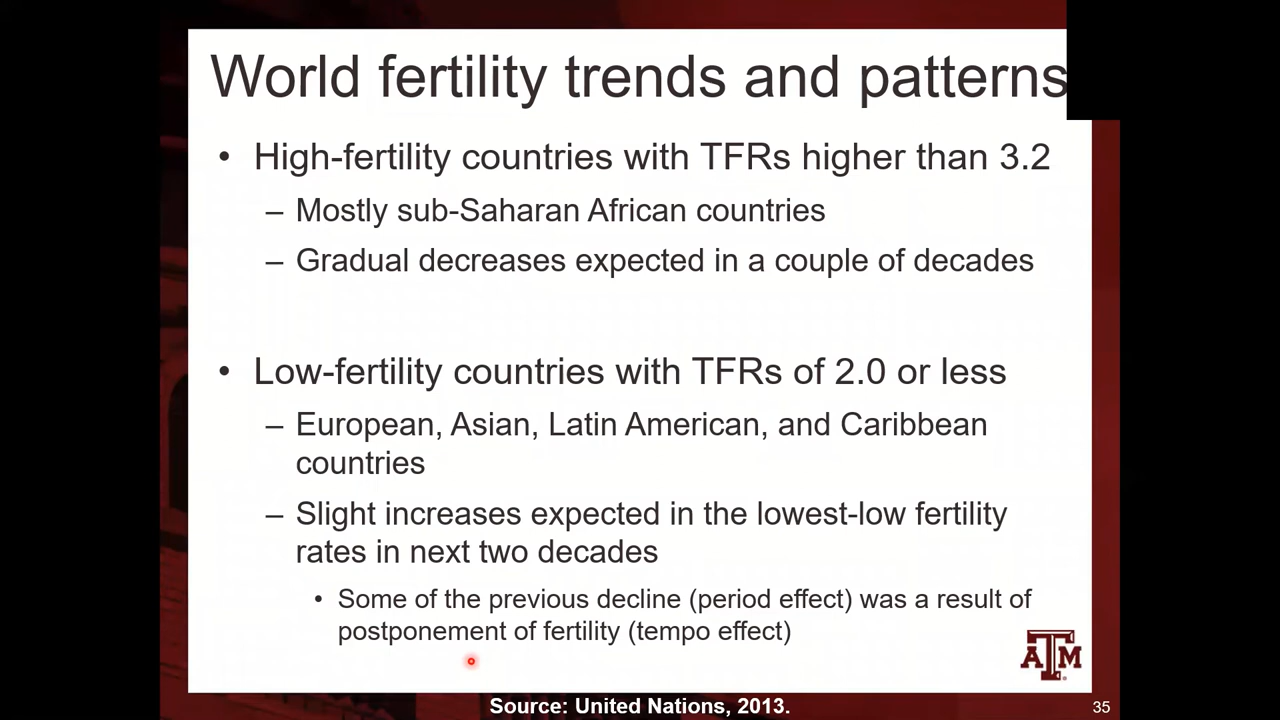 World fertility trends and patterns
• High-fertility countries with TFRs higher than 3.2
– Mostly sub-Saharan African countries
– Gradual decreases expected in a couple of decades
• Low-fertility countries with TFRs of 2.0 or less
– European, Asian, Latin American, and Caribbean
countries
– Slight increases expected in the lowest-low fertility
rates in next two decades
• Some of the previous decline (period effect) was a result of
postponement of fertility (tempo effect)
ATM
Source: United Nations, 2013.
35